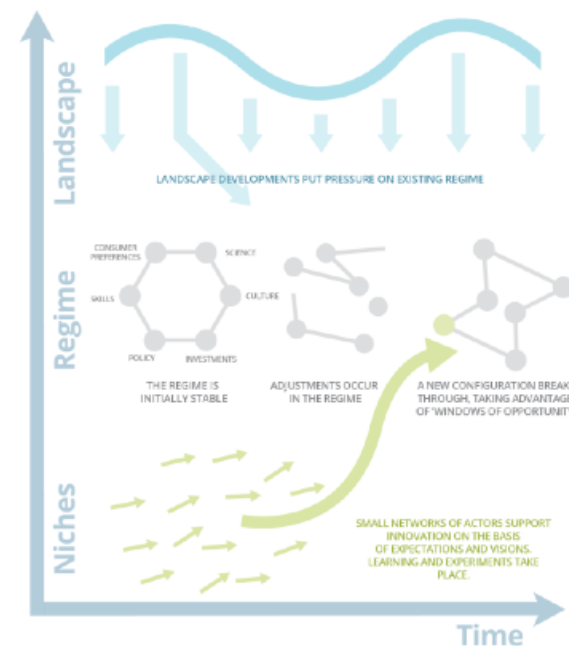 Landscape
LANDSCAPE DEVELOPMENTS PUT PRESSURE ON EXISTING REGIME
Regime
CONSUMER
PREFERENCES
SCIENCE
SKILLS
CULTURE
POLICY
INVESTMENTS
THE REGIME IS
INITIALLY STABLE
ADJUSTMENTS OCCUR
IN THE REGIME
A NEW CONFIGURATION BREAK
THROUGH, TAKING ADVANTAGE
OF 'WINDOWS OF OPPORTUNIT
Niches
SMALL NETWORKS OF ACTORS SUPPORT
INNOVATION ON THE BASIS
OF EXPECTATIONS AND VISIONS.
LEARNING AND EXPERIMENTS TAKE
PLACE.
Time